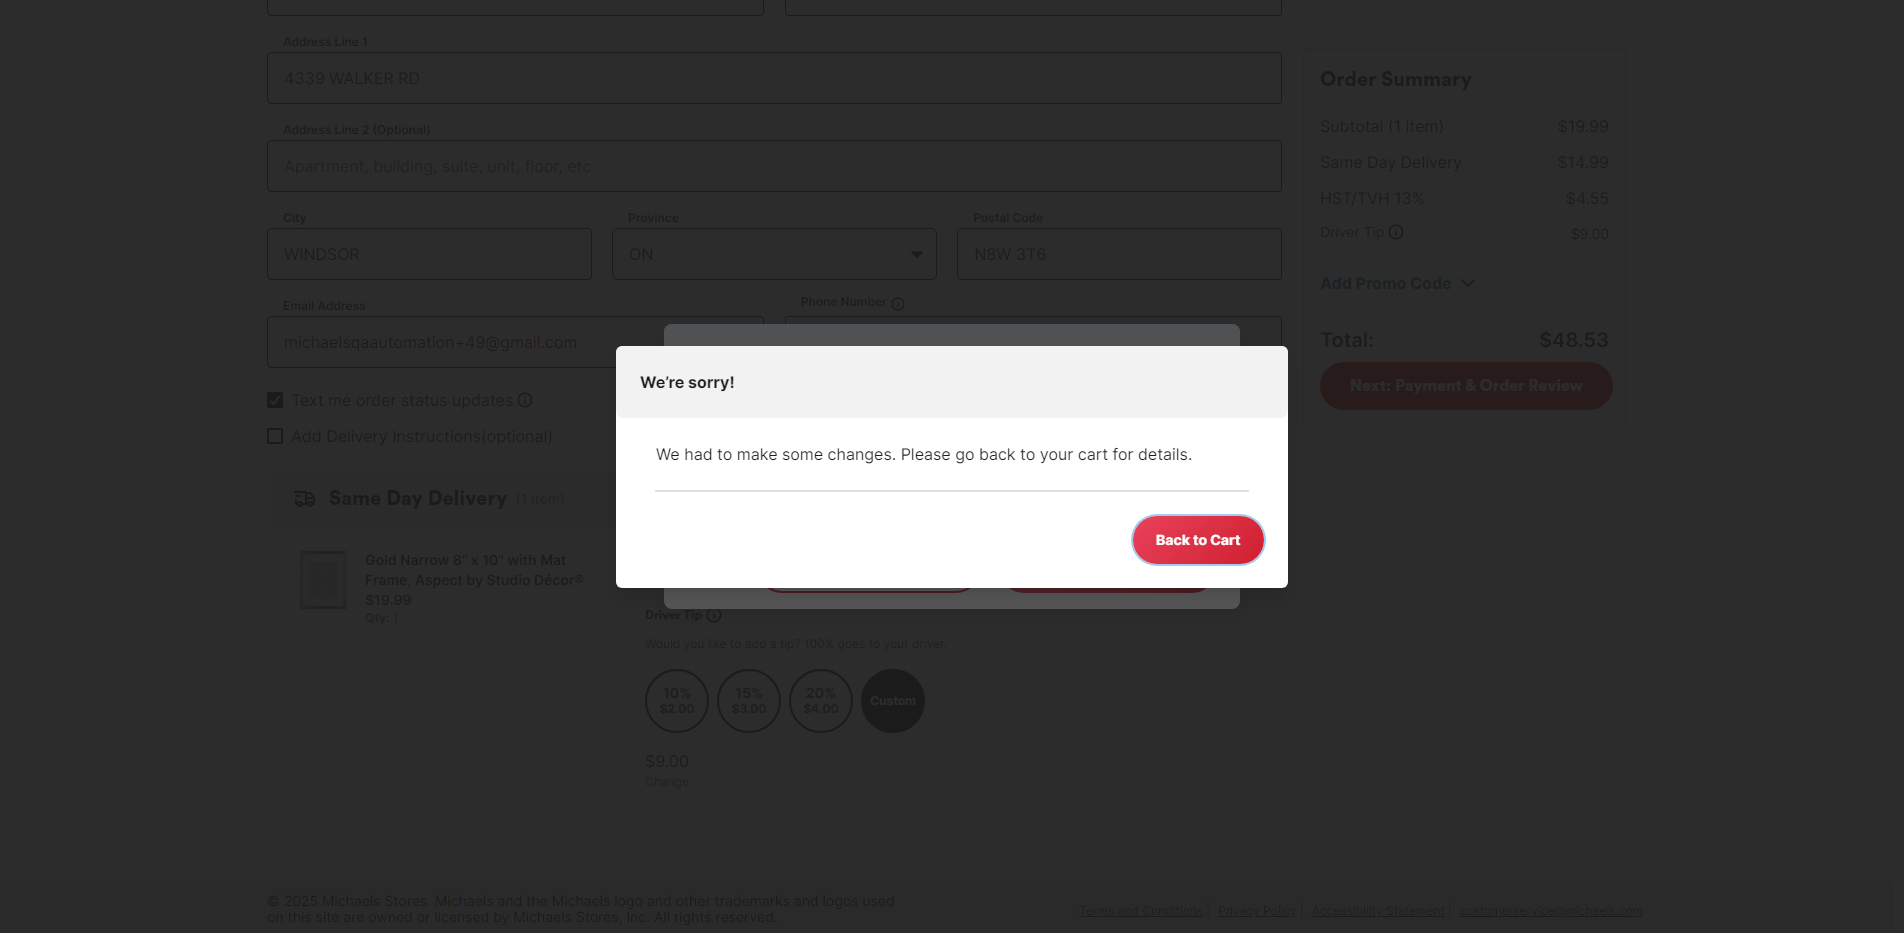 Address Line 1
4339 WALKER RD
Address Line 2 (Optional)
Apartment, building, suite, unit, floor, etc
City
Province
Postal Code
WINDSOR
ON
N8W 3T6
Email Address
Phone Number
michaelsqaautomation+49@gmail.com
Text me order status updates
Add Delivery Instructions(optional)
Order Summary
Subtotal (1 item) $19.99
Same Day Delivery $14.99
HST/TVH 13% $4.55
Driver Tip $9.00
Add Promo Code
Total: $48.53
Next: Payment & Order Review
We're sorry!
We had to make some changes. Please go back to your cart for details.
Back to Cart
Same Day Delivery (1 item)
Gold Narrow 8" x 10" with Mat
Frame, Aspect by Studio Décor®
$19.99
Qty: 1
Driver Tip
Would you like to add a tip? 100% goes to your driver.
10%
$2.00
15%
$3.00
20%
$4.00
Custom
$9.00
Change
© 2025 Michaels Stores. Michaels and the Michaels logo and other trademarks and logos used
on this site are owned or licensed by Michaels Stores, Inc. All rights reserved.
Terms and Conditions | Privacy Policy | Accessibility Statement | customerservice@michaels.com